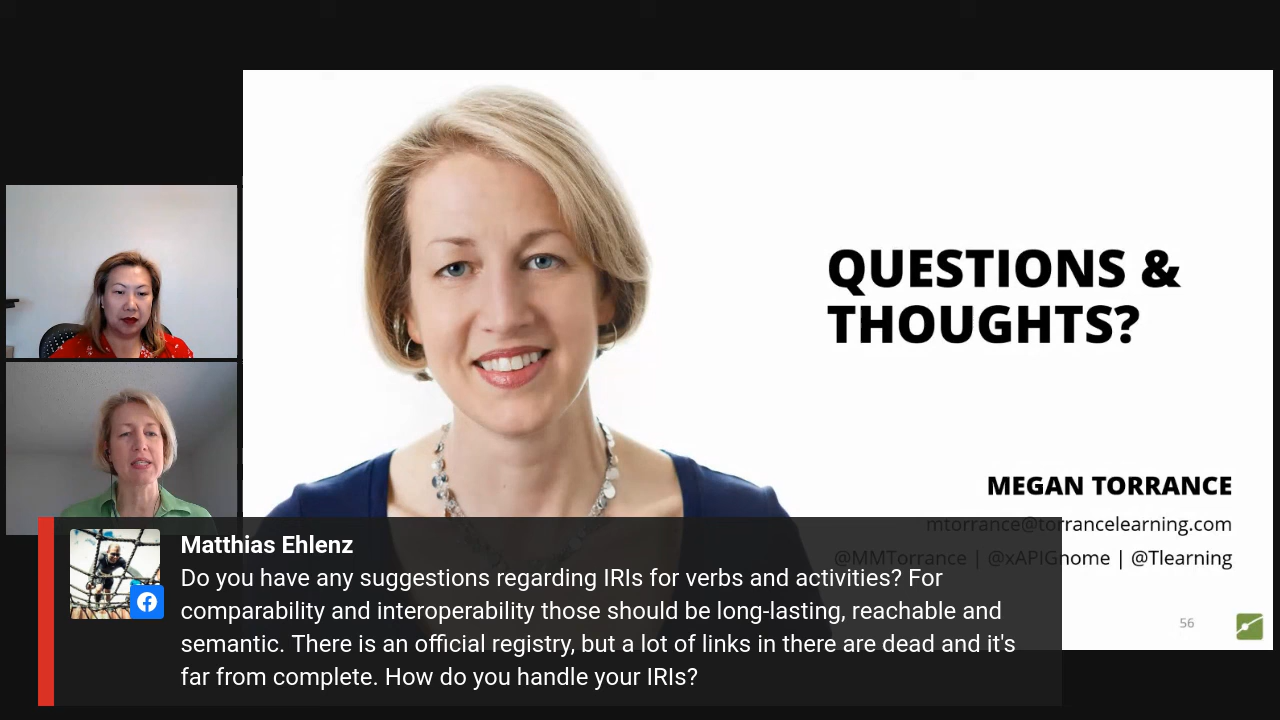 QUESTIONS &
THOUGHTS?
MEGAN TORRANCE
mtorrance@torrancelearning.com
@MMTorrance | @xAPIGnome | @Tlearning
56
Matthias Ehlenz
Do you have any suggestions regarding IRIs for verbs and activities? For
comparability and interoperability those should be long-lasting, reachable and
semantic. There is an official registry, but a lot of links in there are dead and it's
far from complete. How do you handle your IRIs?